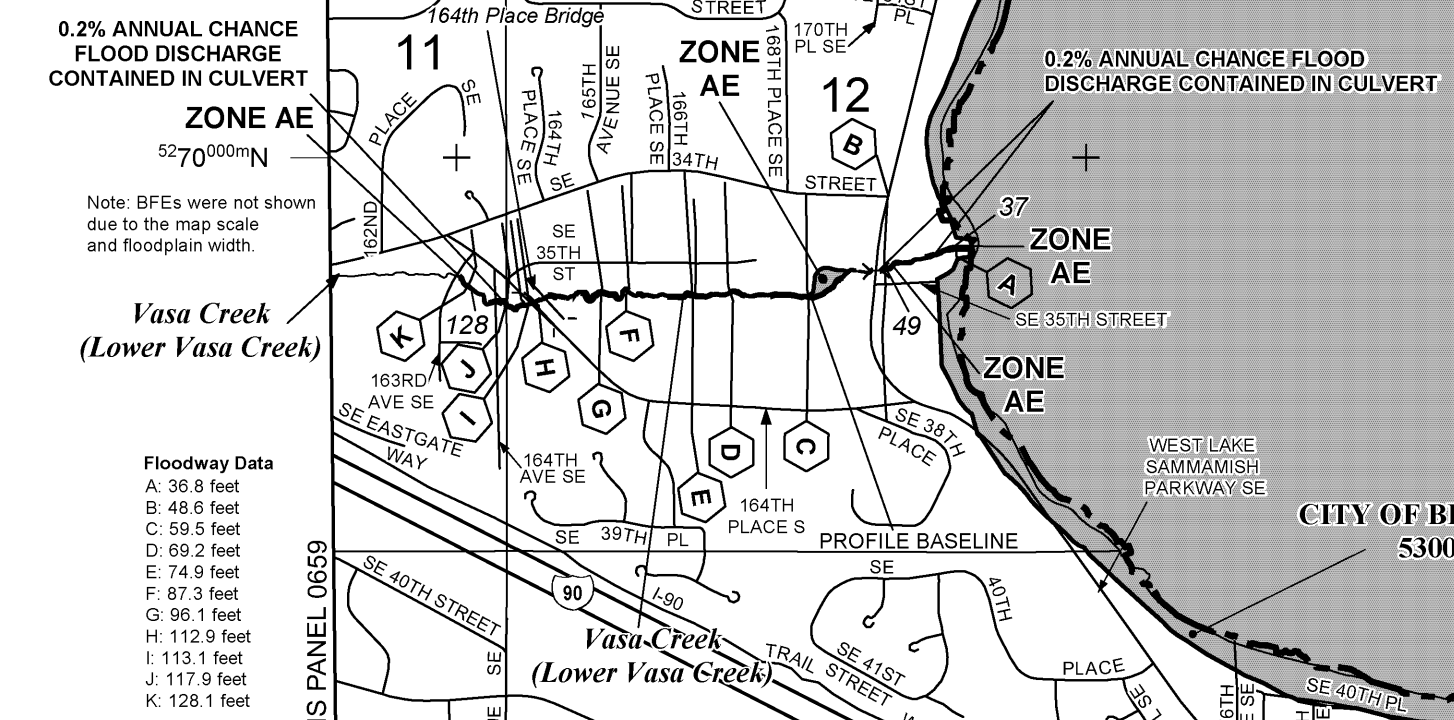 0.2% ANNUAL CHANCE
FLOOD DISCHARGE
CONTAINED IN CULVERT
ZONE AE
5270000mN
Note: BFEs were not shown
due to the map scale
and floodplain width.
Vasa Creek
(Lower Vasa Creek)
Floodway Data
A: 36.8 feet
B: 48.6 feet
C: 59.5 feet
D: 69.2 feet
E: 74.9 feet
F: 87.3 feet
G: 96.1 feet
H: 112.9 feet
I: 113.1 feet
J: 117.9 feet
K: 128.1 feet
IS PANEL 0659
164th Place Bridge
11
PLACE
SE
162ND
PLACE SE
164TH
SE
165TH
AVENUE SE
PLACE SE
166TH
34TH
STREET
STREET
168TH PLACE SE
ZONE
AE
170TH
PL SE
PL
12
B
0.2% ANNUAL CHANCE FLOOD
DISCHARGE CONTAINED IN CULVERT
37
ZONE
AE
A
SE 35TH STREET
49
ZONE
AE
SE
35TH
ST
K
128
J
I
H
G
F
E
D
C
163RD
AVE SE
SE EASTGATE
WAY
164TH
AVE SE
164TH
PLACE S
SE 38TH
PLACE
WEST LAKE
SAMMAMISH
PARKWAY SE
CITY OF BE
5300
PROFILE BASELINE
SE 39TH PL
SE
40TH
PLACE
SE 40TH STREET
SE
90
I-90
Vasa Creek
(Lower Vasa Creek)
TRAIL STREET
SE 41ST
SE 40TH PL